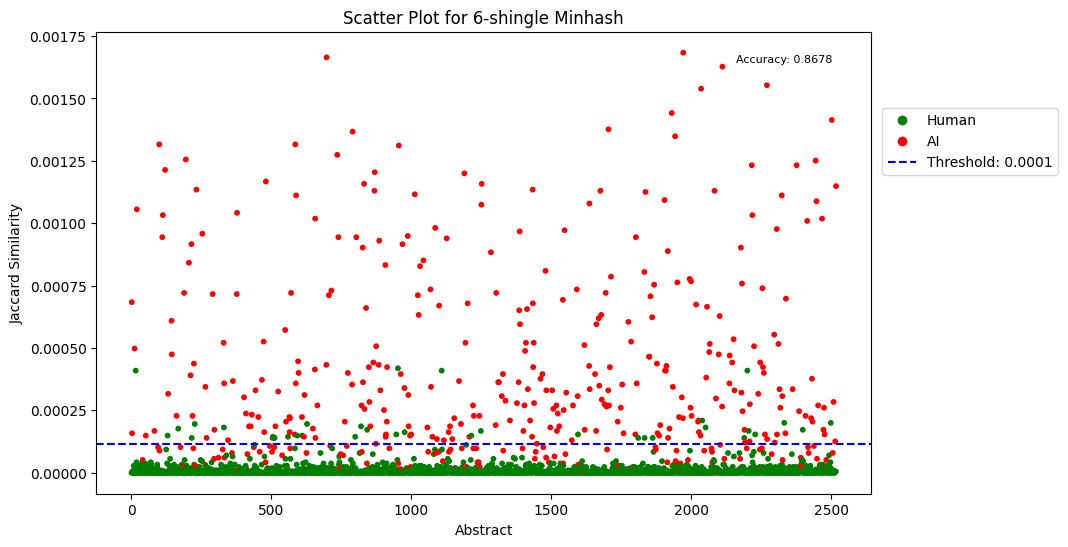 Scatter Plot for 6-shingle Minhash
0.00175
0.00150
0.00125
0.00100
0.00075
0.00050
0.00025
0.00000
Jaccard Similarity
Accuracy: 0.8678
Human
AI
Threshold: 0.0001
0
500
1000
1500
2000
2500
Abstract